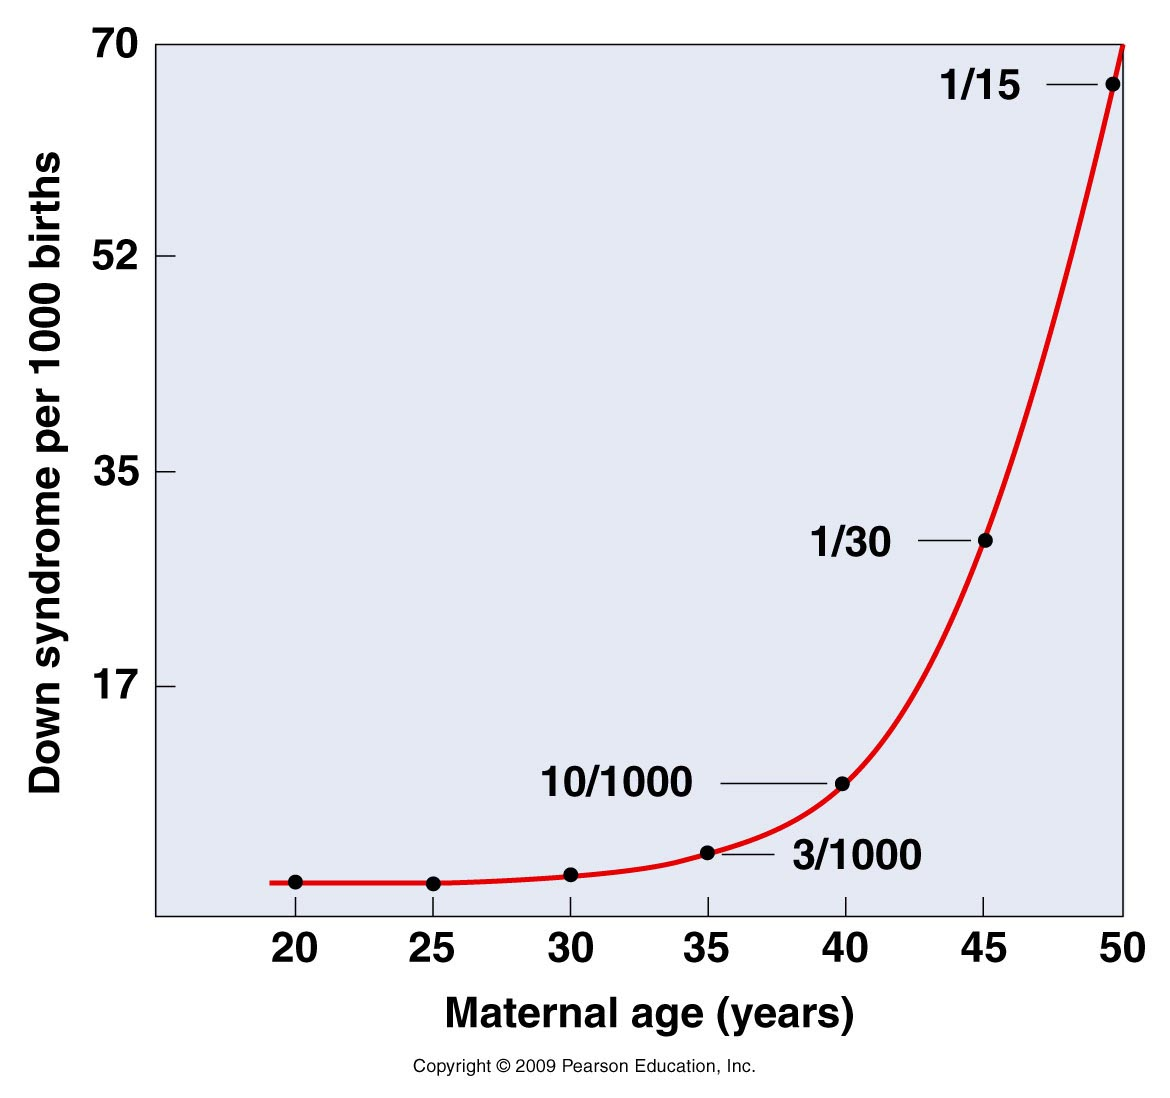 70
1/15
52
35
1/30
17
10/1000
3/1000
Down syndrome per 1000 births
20 25 30 35 40 45 50
Maternal age (years)
Copyright © 2009 Pearson Education, Inc.